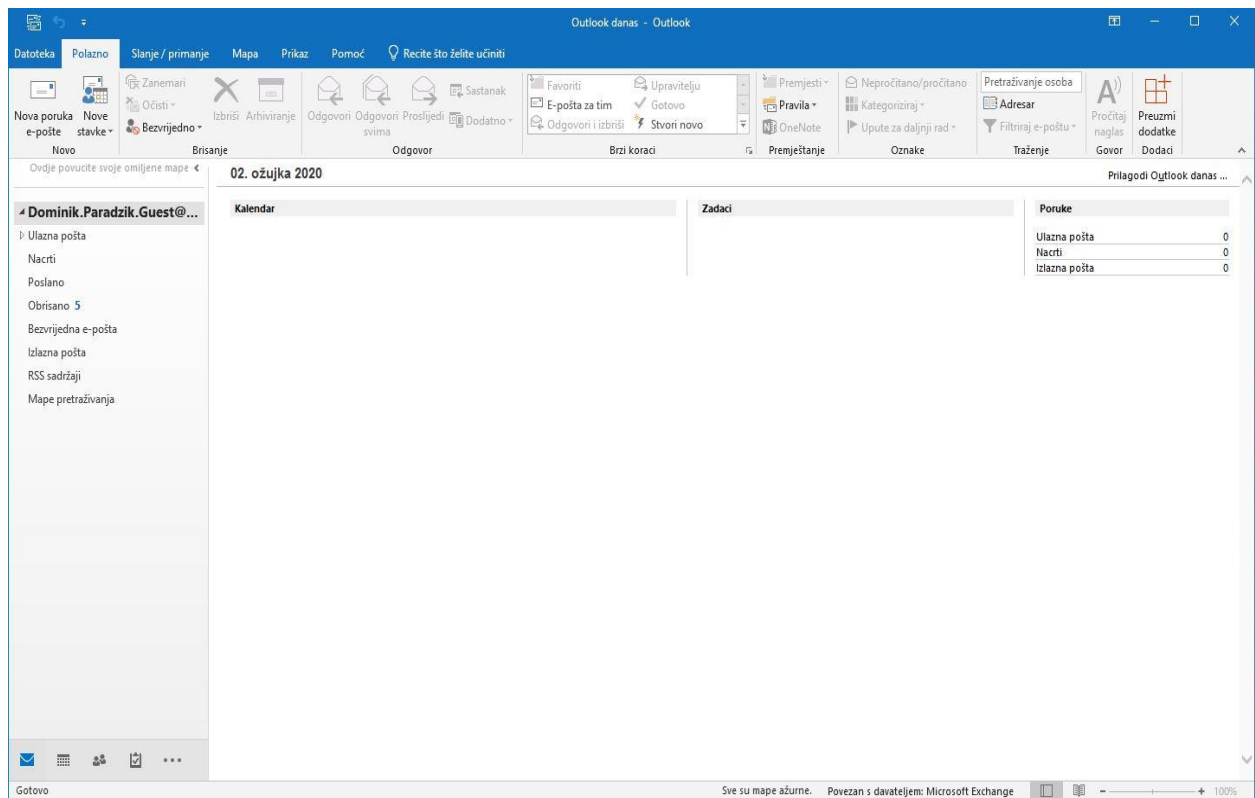 Outlook danas - Outlook
Datoteka Polazno Slanje / primanje Mapa Prikaz Pomoć Recite što želite učiniti
Nova poruka e-pošte
Nove stavke
Novo
Zanemari
Očisti
Bezvrijedno
Izbriši Arhiviranje
Brisanje
Odgovori Odgovori svima Proslijedi
Sastanak
Dodatno
Odgovor
Favoriti Upravitelju
E-pošta za tim Gotovo
Odgovori i izbriši Stvori novo
Brzi koraci
Premjesti
Pravila
OneNote
Premještanje
Nepročitano/pročitano
Kategoriziraj
Upute za daljnji rad
Oznake
Pretraživanje osoba
Adresar
Filtriraj e-poštu
Traženje
A
Pročitaj naglas
Govor
Preuzmi dodatke
Dodaci
Ovdje povucite svoje omiljene mape
Dominik.Paradzik.Guest@...
Ulazna pošta
Nacrti
Poslano
Obrisano 5
Bezvrijedna e-pošta
Izlazna pošta
RSS sadržaji
Mape pretraživanja
02. ožujka 2020
Prilagodi Outlook danas ...
Kalendar
Zadaci
Poruke
Ulazna pošta 0
Nacrti 0
Izlazna pošta 0
Gotovo
Sve su mape ažurne. Povezan s davateljem: Microsoft Exchange
- + 100%